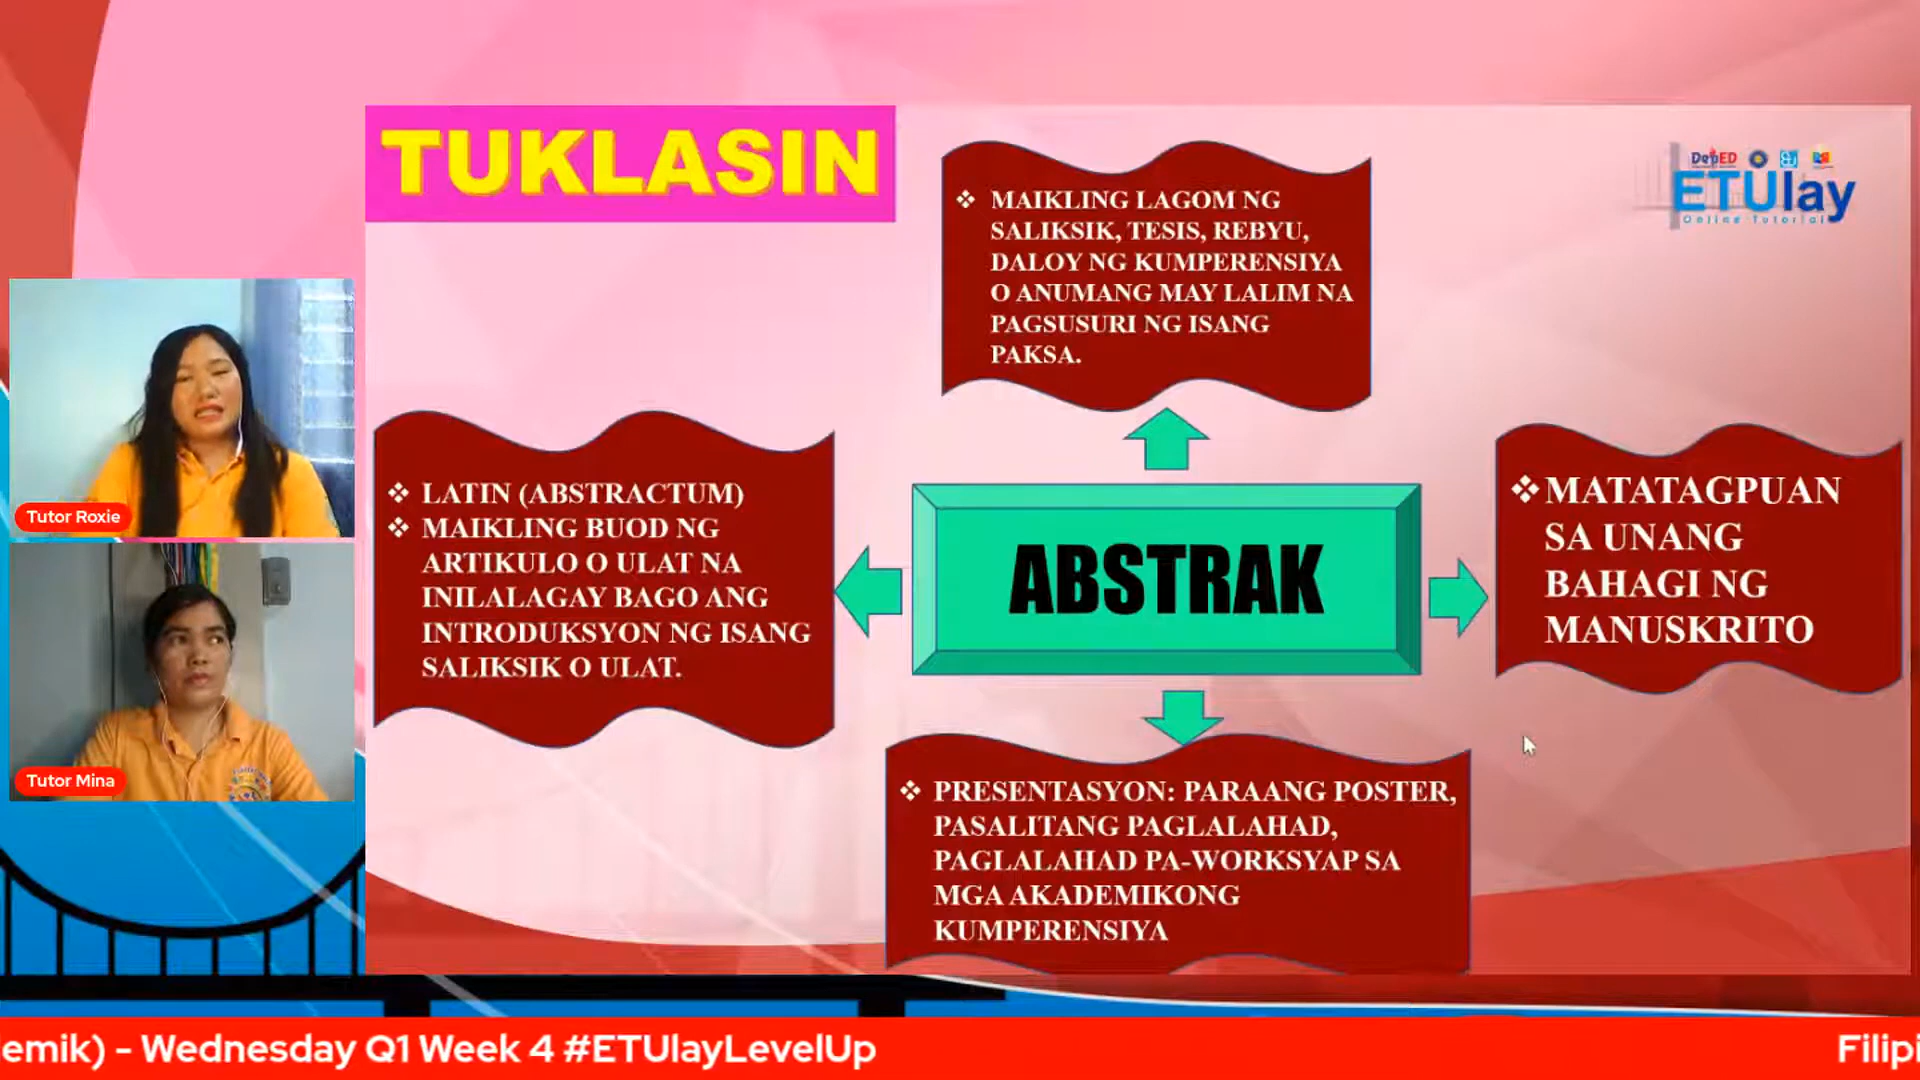 TUKLASIN
❖ MAIKLING LAGOM NG
SALIKSIK, TESIS, REBYU,
DALOY NG KUMPERENSIYA
O ANUMANG MAY LALIM NA
PAGSUSURI NG ISANG
PAKSA.
DepED
ETUlay
Online Tutorial
❖ LATIN (ABSTRACTUM)
❖ MAIKLING BUOD NG
ARTIKULO O ULAT NA
INILALAGAY BAGO ANG
INTRODUKSYON NG ISANG
SALIKSIK O ULAT.
ABSTRAK
❖MATATAGPUAN
SA UNANG
BAHAGI NG
MANUSKRITO
❖ PRESENTASYON: PARAANG POSTER,
PASALITANG PAGLALAHAD,
PAGLALAHAD PA-WORKSYAP SA
MGA AKADEMIKONG
KUMPERENSIYA
Tutor Roxie
Tutor Mina
lemik) - Wednesday Q1 Week 4 #ETUlayLevelUp
Filipi